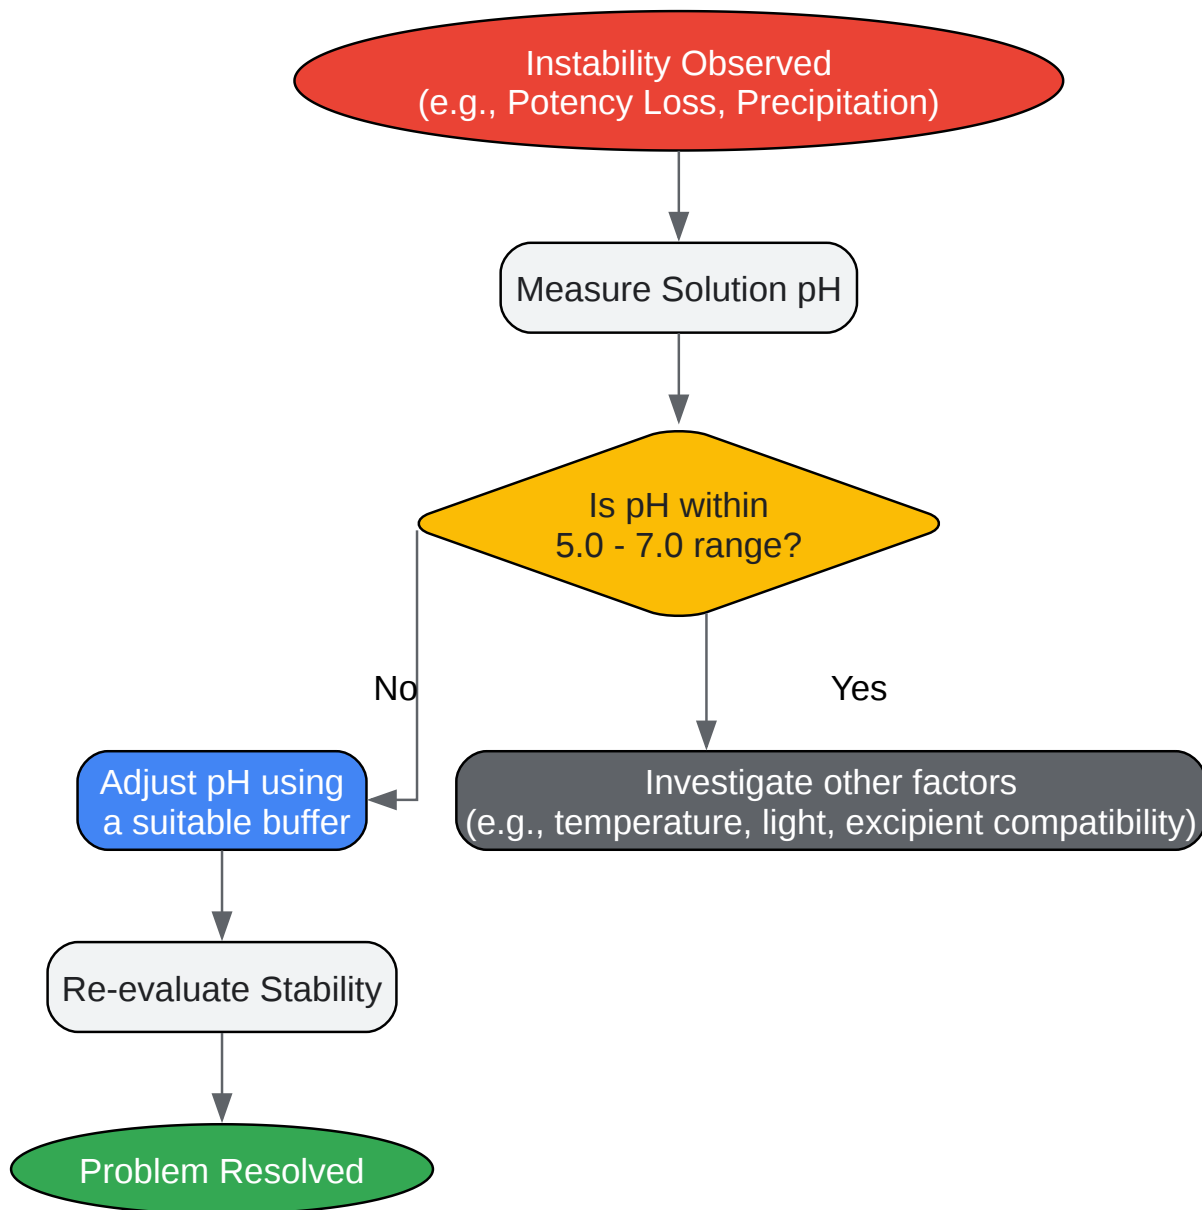 Instability Observed
(e.g., Potency Loss, Precipitation)
Measure Solution pH
Is pH within
5.0 - 7.0 range?
No
Yes
Adjust pH using
a suitable buffer
Investigate other factors
(e.g., temperature, light, excipient compatibility)
Re-evaluate Stability
Problem Resolved